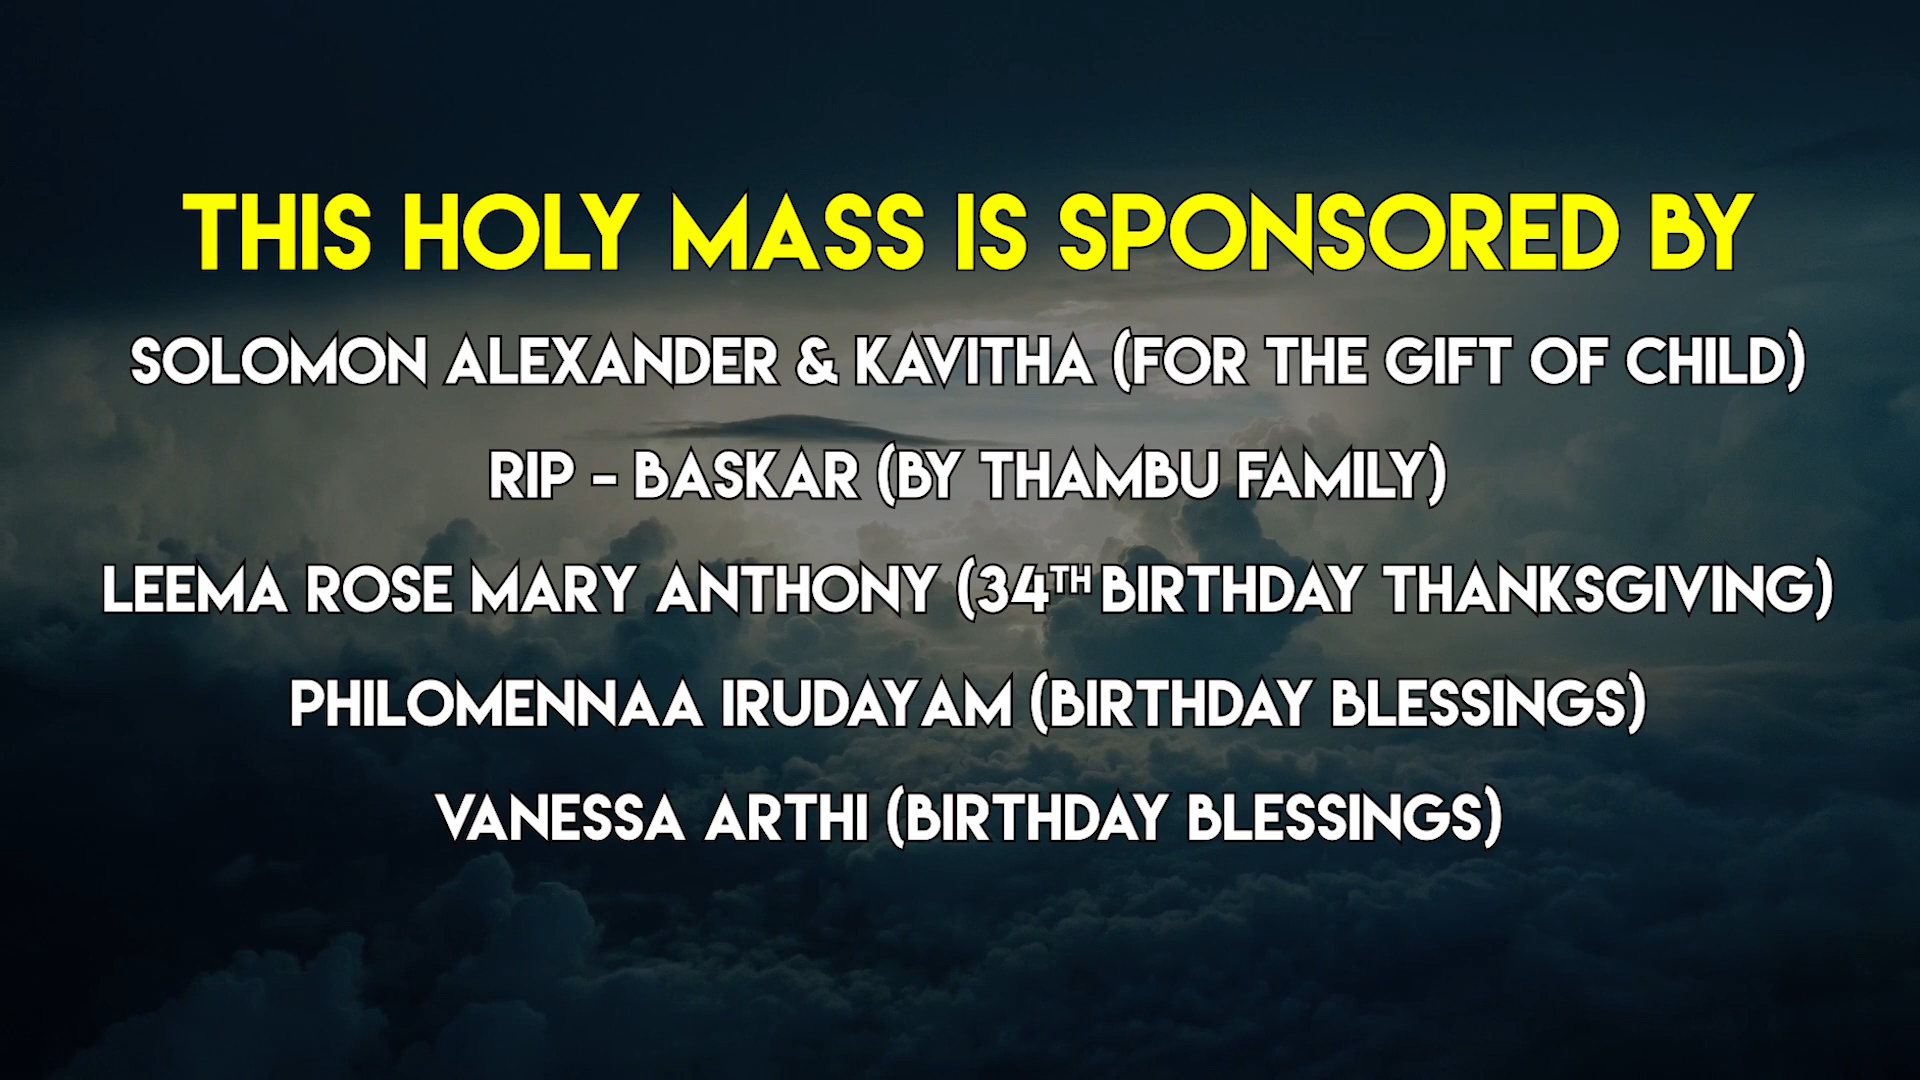 THIS HOLY MASS IS SPONSORED BY
SOLOMON ALEXANDER & KAVITHA (FOR THE GIFT OF CHILD)
RIP - BASKAR (BY THAMBU FAMILY)
LEEMA ROSE MARY ANTHONY (34TH BIRTHDAY THANKSGIVING)
PHILOMENNAA IRUDAYAM (BIRTHDAY BLESSINGS)
VANESSA ARTHI (BIRTHDAY BLESSINGS)